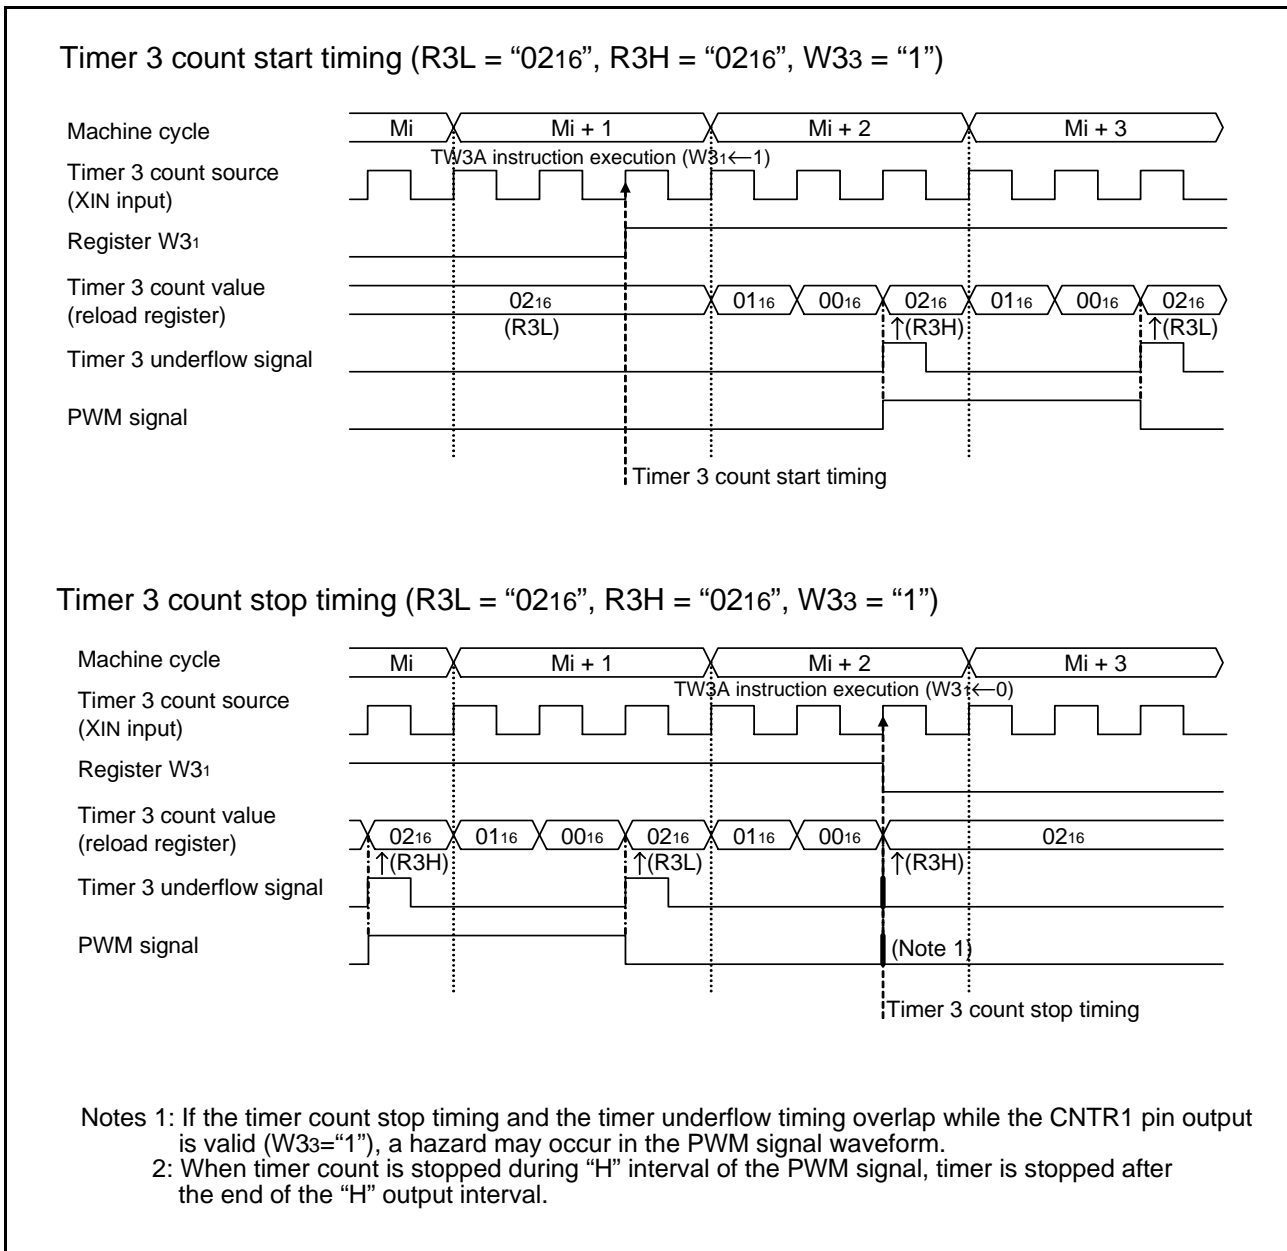 Timer 3 count start timing (R3L = “0216”, R3H = “0216”, W33 = “1”)
Machine cycle
Mi
Mi + 1
Mi + 2
Mi + 3
TW3A instruction execution (W31←1)
Timer 3 count source
(XIN input)
Register W31
Timer 3 count value
(reload register)
0216
(R3L)
0116
0016
0216
↑(R3H)
0116
0016
0216
↑(R3L)
Timer 3 underflow signal
PWM signal
Timer 3 count start timing
Timer 3 count stop timing (R3L = “0216”, R3H = “0216”, W33 = “1”)
Machine cycle
Mi
Mi + 1
Mi + 2
Mi + 3
TW3A instruction execution (W31←0)
Timer 3 count source
(XIN input)
Register W31
Timer 3 count value
(reload register)
0216
↑(R3H)
0116
0016
0216
↑(R3L)
0116
0016
↑(R3H)
0216
Timer 3 underflow signal
PWM signal
(Note 1)
Timer 3 count stop timing
Notes 1: If the timer count stop timing and the timer underflow timing overlap while the CNTR1 pin output
is valid (W33=“1”), a hazard may occur in the PWM signal waveform.
2: When timer count is stopped during “H” interval of the PWM signal, timer is stopped after
the end of the “H” output interval.